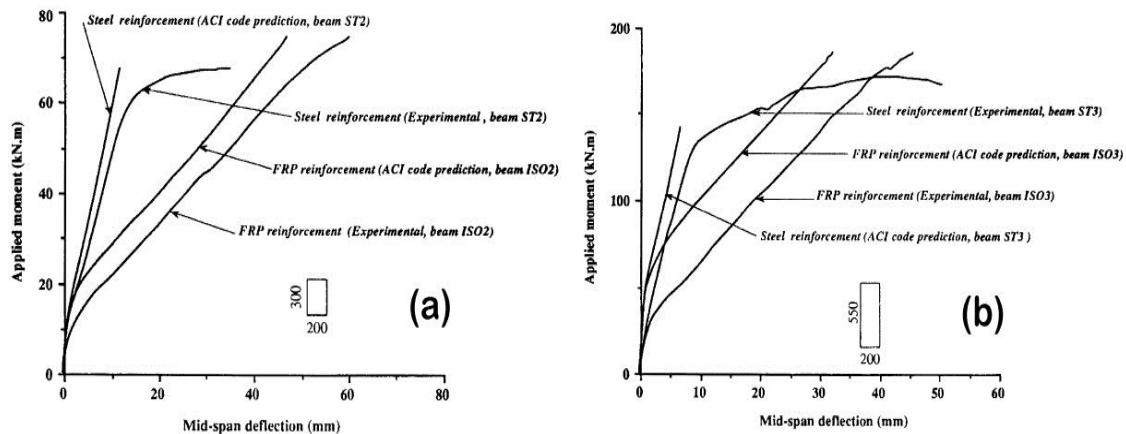 80
Steel reinforcement (ACI code prediction, beam ST2)
60
Steel reinforcement (Experimental , beam ST2)
40
FRP reinforcement (ACI code prediction, beam ISO2)
FRP reinforcement (Experimental, beam ISO2)
20
0
Applied moment (kN.m)
300
200
(a)
0 20 40 60 80
Mid-span deflection (mm)
200
Steel reinforcement (Experimental, beam ST3)
FRP reinforcement (ACI code prediction, beam ISO3)
100
FRP reinforcement (Experimental, beam ISO3)
Steel reinforcement (ACI code prediction, beam ST3 )
0
Applied moment (kN.m)
550
200
(b)
0 10 20 30 40 50 60
Mid-span deflection (mm)